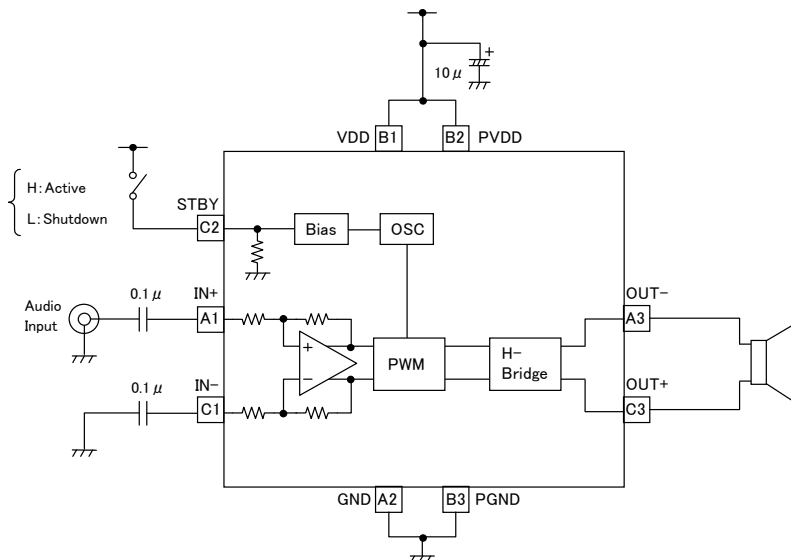 10μ
+
VDD B1 B2 PVDD
H:Active
L:Shutdown
STBY
C2
Bias
OSC
Audio
Input
0.1μ
IN+
A1
+
−
PWM
H-
Bridge
OUT-
A3
0.1μ
IN-
C1
OUT+
C3
GND A2 B3 PGND